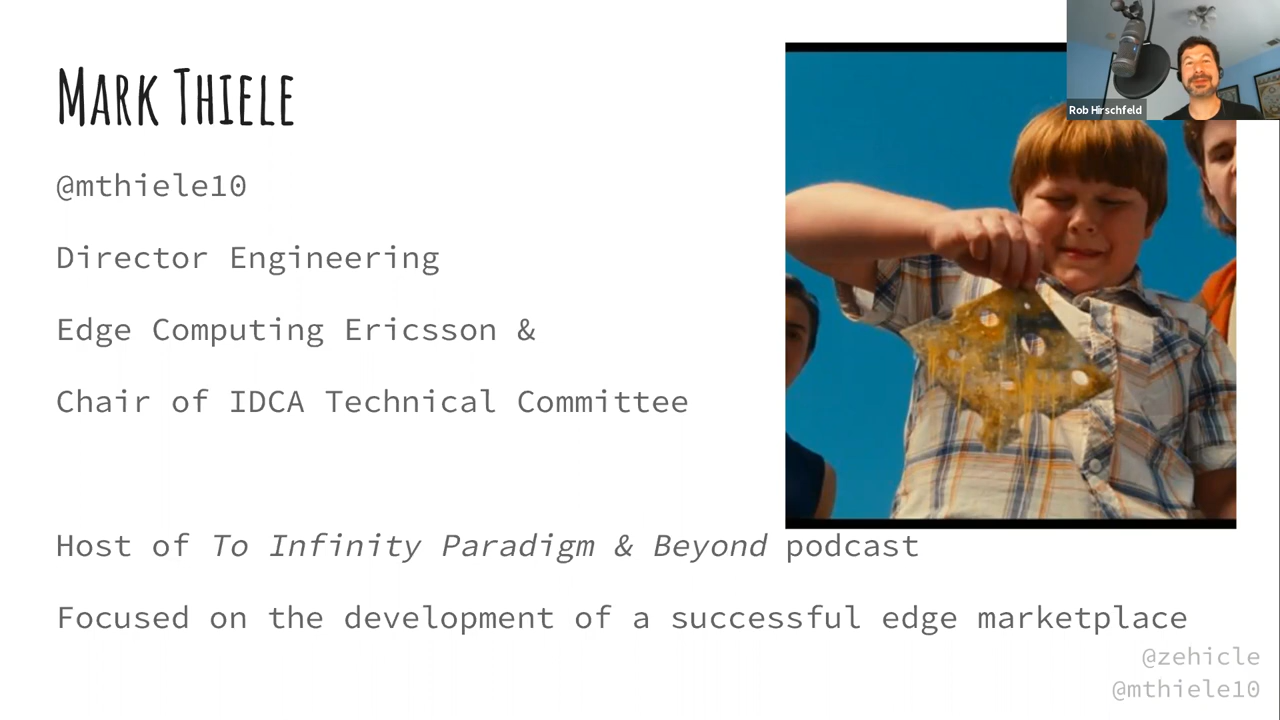 Rob Hirschfeld
Mark Thiele
@mthiele10
Director Engineering
Edge Computing Ericsson &
Chair of IDCA Technical Committee
Host of To Infinity Paradigm & Beyond podcast
Focused on the development of a successful edge marketplace
@zehicle
@mthiele10